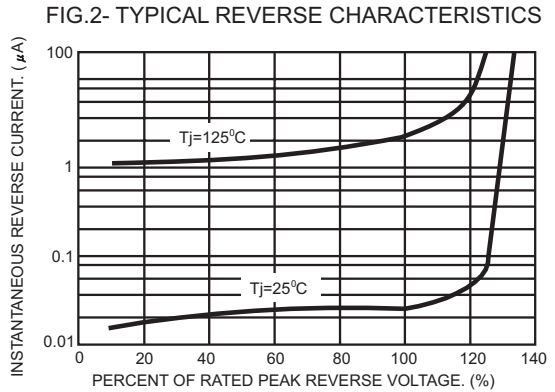 FIG.2- TYPICAL REVERSE CHARACTERISTICS
INSTANTANEOUS REVERSE CURRENT. (μA)
100
Tj=125⁰C
1
0.1
Tj=25⁰C
0.01
0 20 40 60 80 100 120 140
PERCENT OF RATED PEAK REVERSE VOLTAGE. (%)